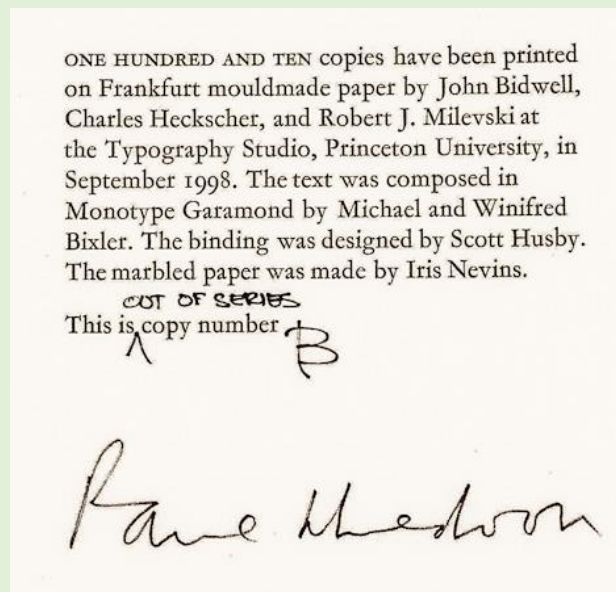 ONE HUNDRED AND TEN copies have been printed
on Frankfurt mouldmade paper by John Bidwell,
Charles Heckscher, and Robert J. Milevski at
the Typography Studio, Princeton University, in
September 1998. The text was composed in
Monotype Garamond by Michael and Winifred
Bixler. The binding was designed by Scott Husby.
The marbled paper was made by Iris Nevins.
OUT OF SERIES
This is copy number B
Paul Muldoon